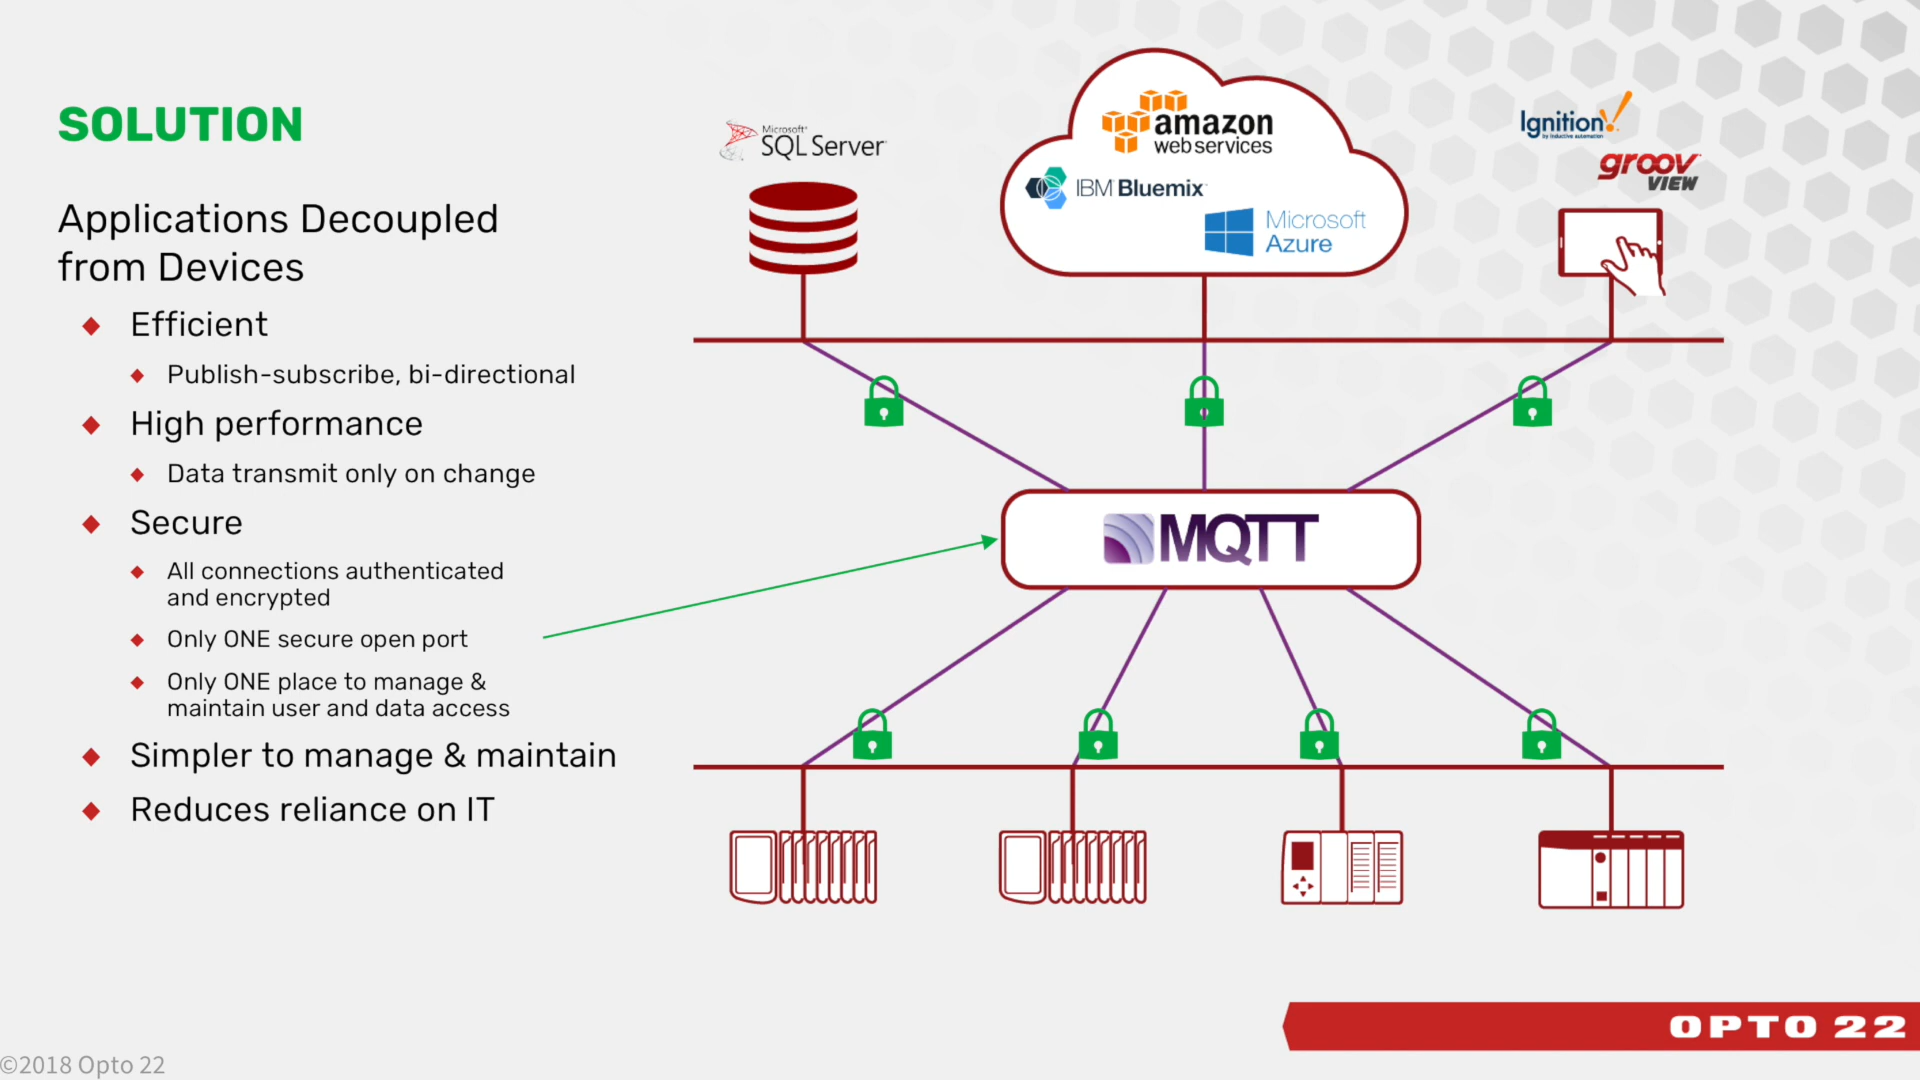 SOLUTION
Applications Decoupled
from Devices
Efficient
Publish-subscribe, bi-directional
High performance
Data transmit only on change
Secure
All connections authenticated
and encrypted
Only ONE secure open port
Only ONE place to manage &
maintain user and data access
Simpler to manage & maintain
Reduces reliance on IT
Microsoft
SQL Server
amazon
web services
IBM Bluemix
Microsoft
Azure
Ignition!
by inductive automation
groov
VIEW
MQTT
OPTO 22
©2018 Opto 22